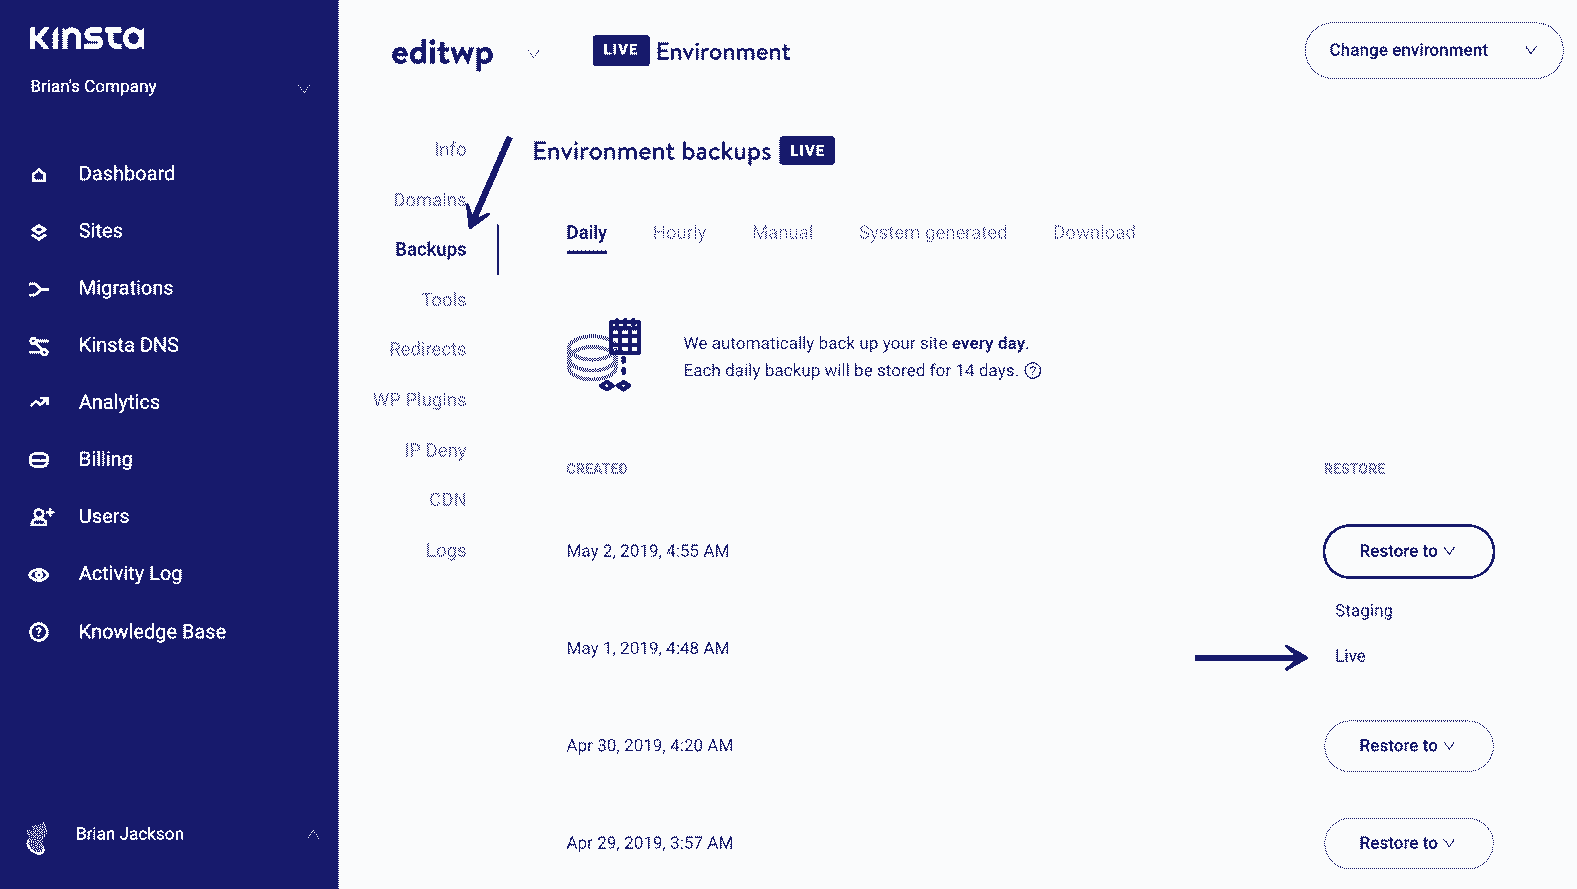 Kinsta
Brian's Company
Dashboard
Sites
Migrations
Kinsta DNS
Analytics
Billing
Users
Activity Log
Knowledge Base
Brian Jackson
editwp
LIVE Environment
Change environment
Info
Domains
Backups
Tools
Redirects
WP Plugins
IP Deny
CDN
Logs
Environment backups LIVE
Daily Hourly Manual System generated Download
We automatically back up your site every day.
Each daily backup will be stored for 14 days.
CREATED RESTORE
May 2, 2019, 4:55 AM Restore to
Staging
May 1, 2019, 4:48 AM
Live
Apr 30, 2019, 4:20 AM Restore to
Apr 29, 2019, 3:57 AM Restore to